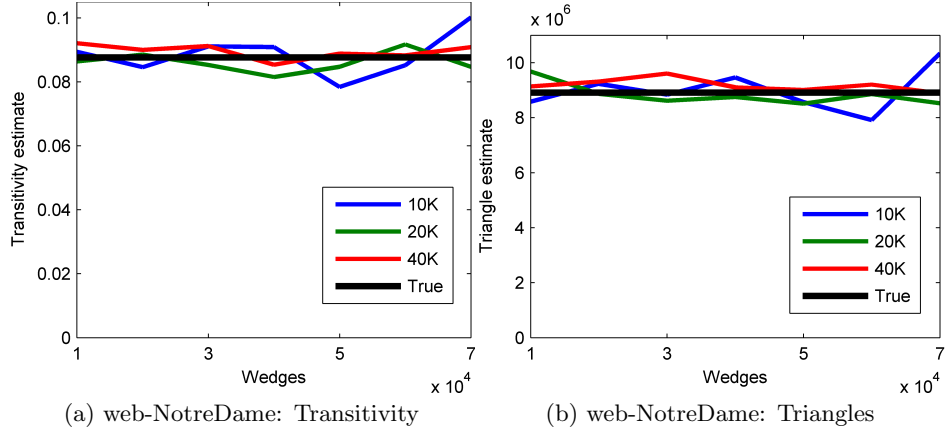 0.1
0.08
0.06
0.04
0.02
0
Transitivity estimate
10K
20K
40K
True
1
3
5
7
Wedges
x 10^4
(a) web-NotreDame: Transitivity
x 10^6
10
8
6
4
2
0
Triangle estimate
10K
20K
40K
True
1
3
5
7
Wedges
x 10^4
(b) web-NotreDame: Triangles